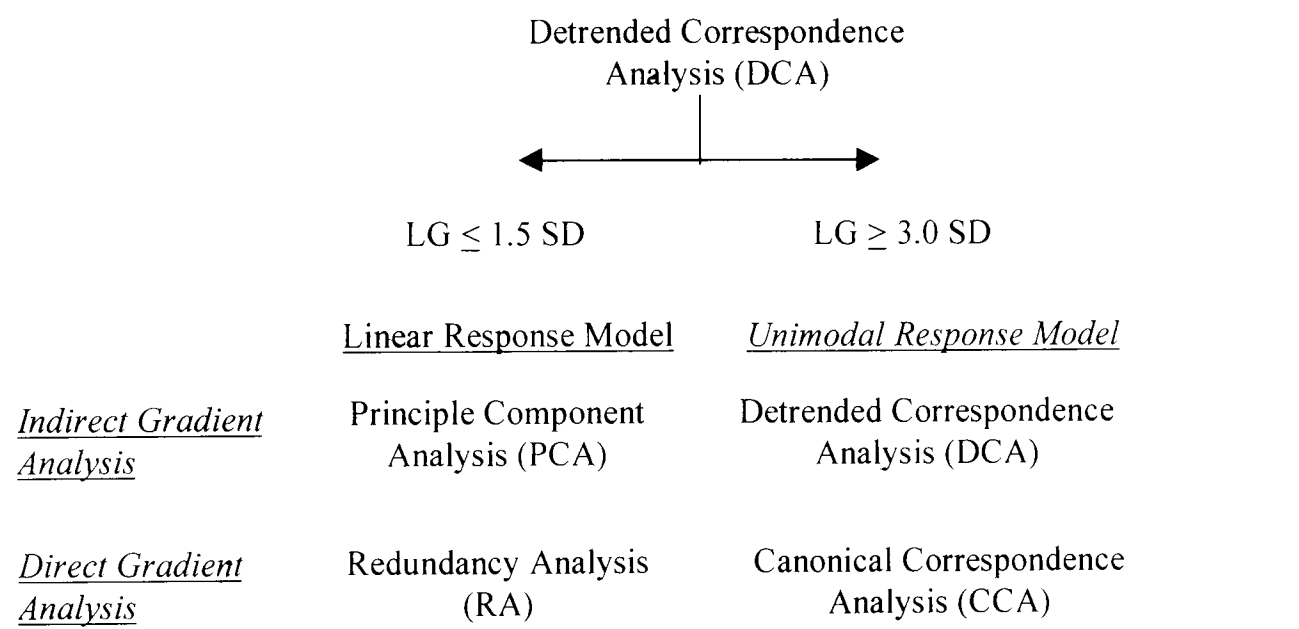 Detrended Correspondence
Analysis (DCA)
LG ≤ 1.5 SD
LG ≥ 3.0 SD
Linear Response Model
Unimodal Response Model
Indirect Gradient
Analysis
Principle Component
Analysis (PCA)
Detrended Correspondence
Analysis (DCA)
Direct Gradient
Analysis
Redundancy Analysis
(RA)
Canonical Correspondence
Analysis (CCA)